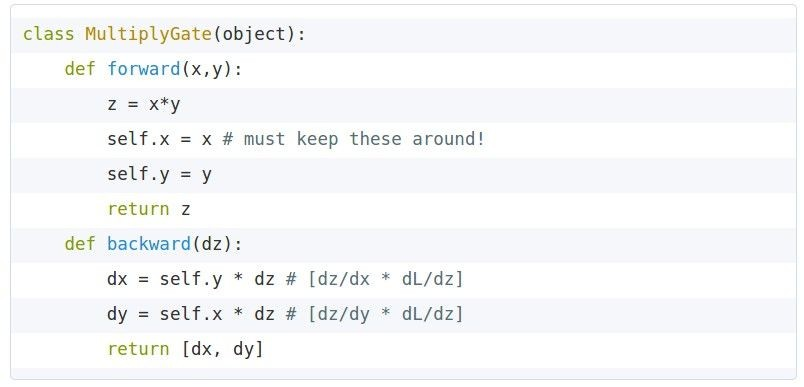 class MultiplyGate(object):
    def forward(x,y):
        z = x*y
        self.x = x # must keep these around!
        self.y = y
        return z
    def backward(dz):
        dx = self.y * dz # [dz/dx * dL/dz]
        dy = self.x * dz # [dz/dy * dL/dz]
        return [dx, dy]